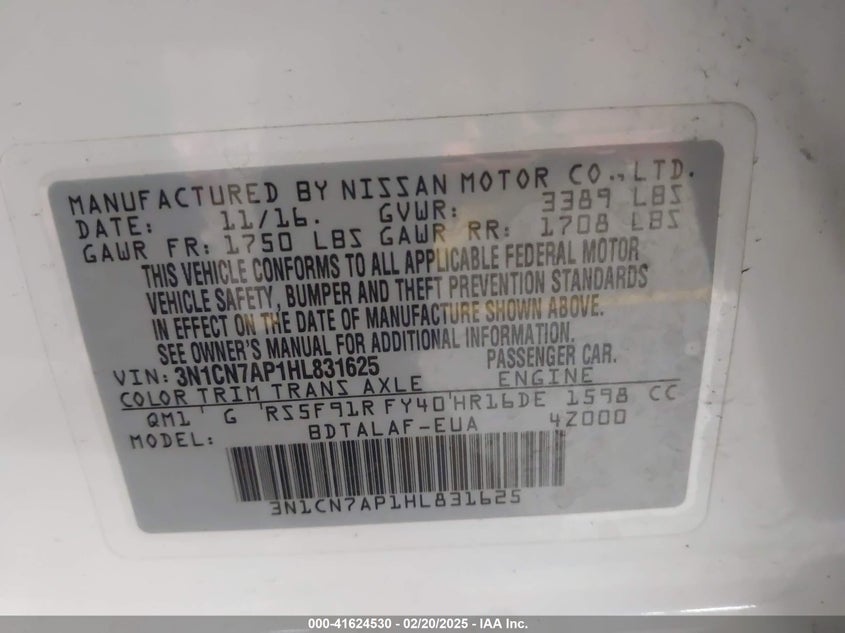 MANUFACTURED BY NISSAN MOTOR CO., LTD.
DATE: 11/16. GVWR: 3389 LBS
GAWR FR: 1750 LBS GAWR RR: 1708 LBS
THIS VEHICLE CONFORMS TO ALL APPLICABLE FEDERAL MOTOR
VEHICLE SAFETY, BUMPER AND THEFT PREVENTION STANDARDS
IN EFFECT ON THE DATE OF MANUFACTURE SHOWN ABOVE.
SEE OWNER'S MANUAL FOR ADDITIONAL INFORMATION.
VIN: 3N1CN7AP1HL831625 PASSENGER CAR.
COLOR TRIM TRANS AXLE ENGINE
QM1 G RS5F91R FY40 HR16DE 1598 CC
MODEL: BDTALAF-EUA 4Z000
3N1CN7AP1HL831625
000-41624530 - 02/20/2025 - IAA Inc.